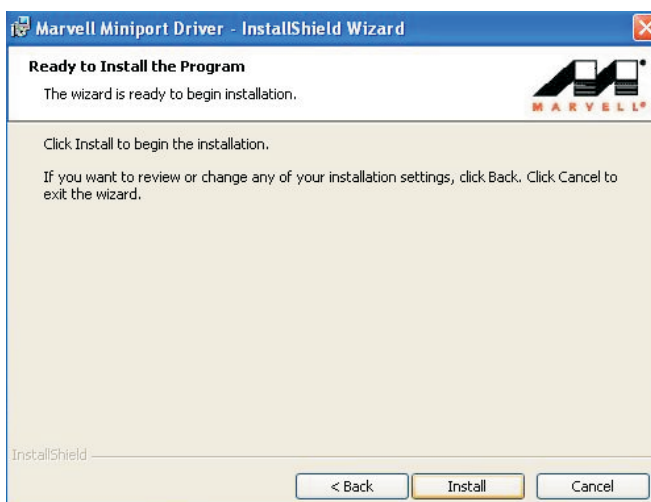 Marvell Miniport Driver - InstallShield Wizard
Ready to Install the Program
The wizard is ready to begin installation.
MARVELL®
Click Install to begin the installation.
If you want to review or change any of your installation settings, click Back. Click Cancel to
exit the wizard.
InstallShield
< Back
Install
Cancel